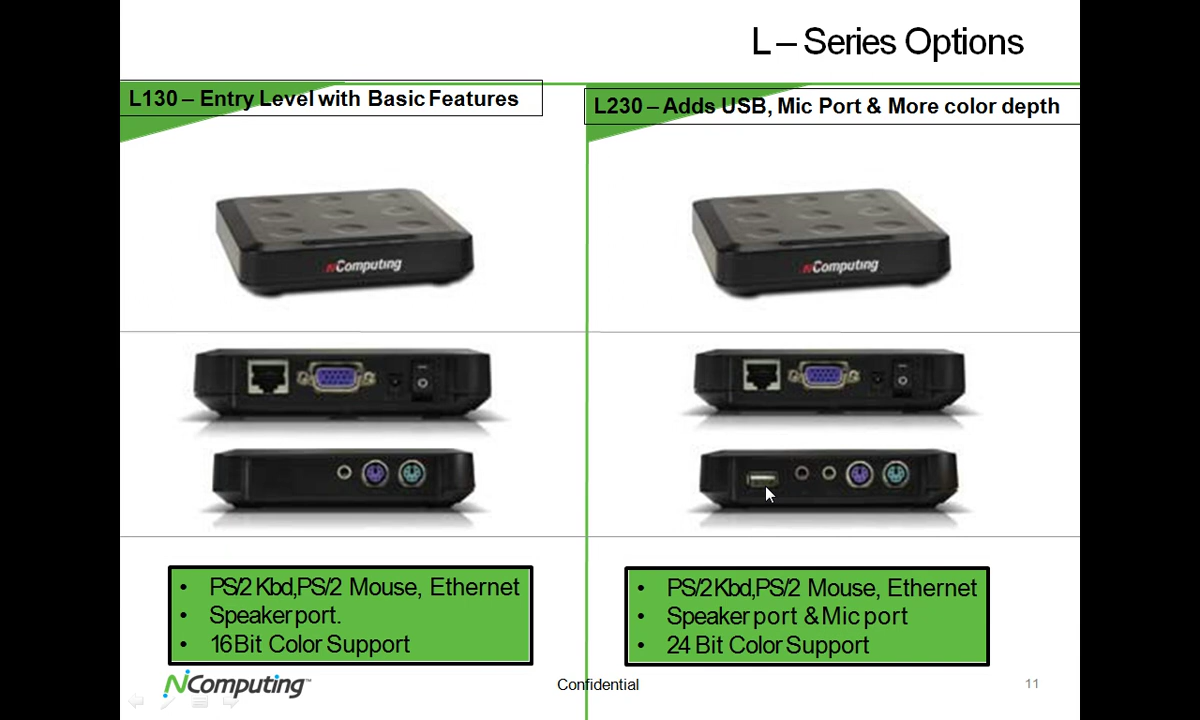 L – Series Options
L130 – Entry Level with Basic Features
L230 – Adds USB, Mic Port & More color depth
NComputing
NComputing
• PS/2 Kbd,PS/2 Mouse, Ethernet
• Speaker port.
• 16Bit Color Support
• PS/2 Kbd,PS/2 Mouse, Ethernet
• Speaker port & Mic port
• 24 Bit Color Support
NComputing™
Confidential
11